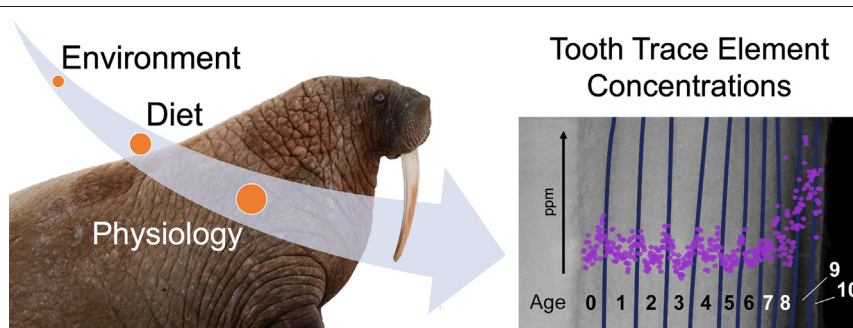 Environment
Diet
Physiology
Tooth Trace Element
Concentrations
ppm
Age 0 1 2 3 4 5 6 7 8 9 10